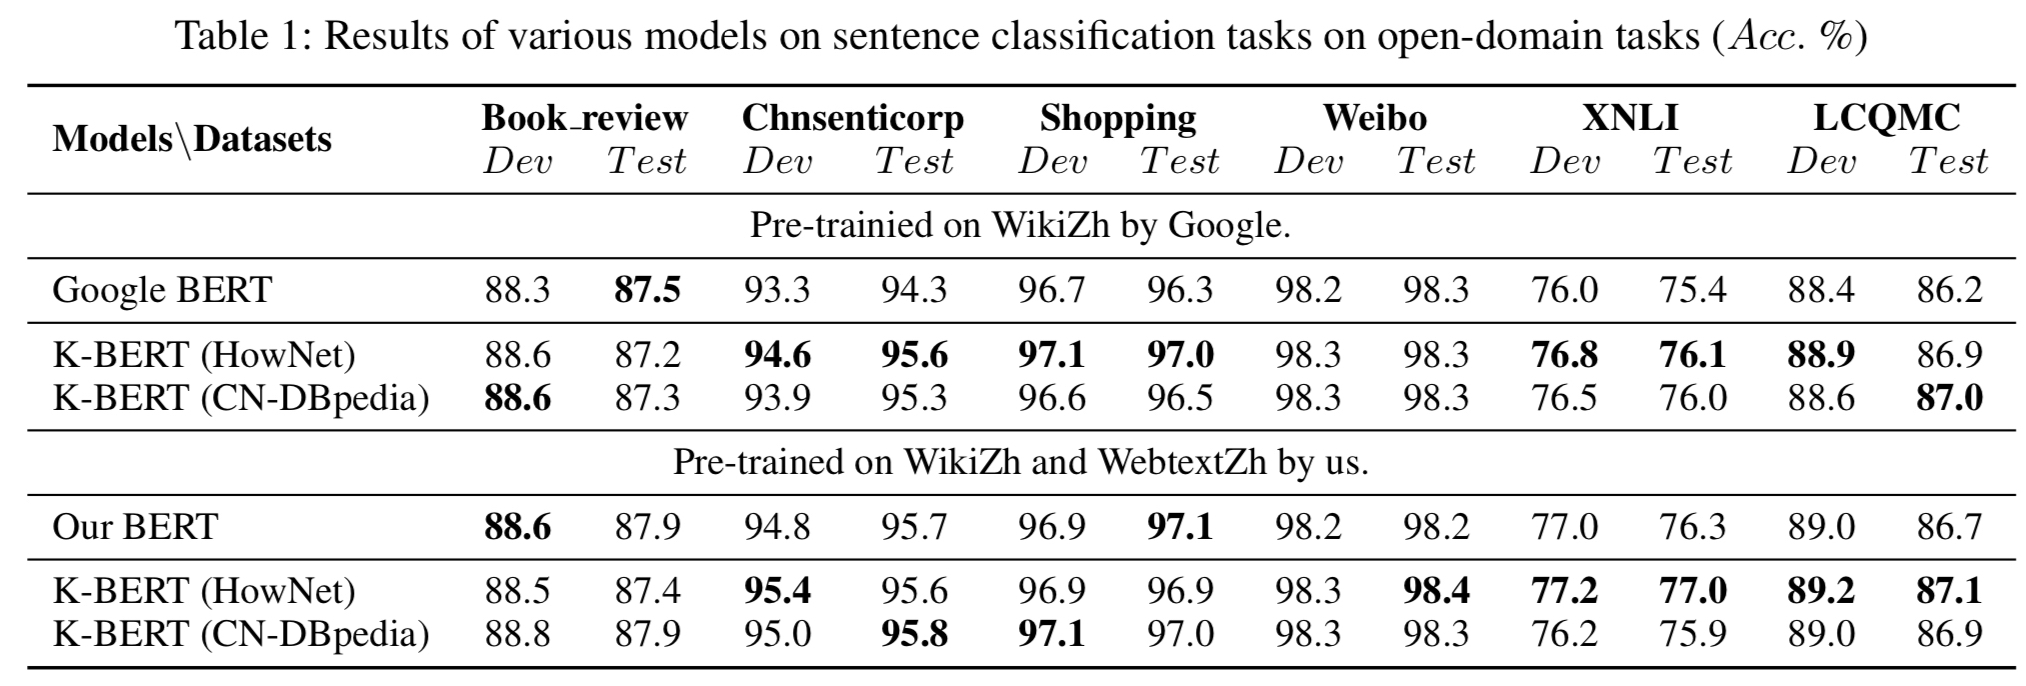 Table 1: Results of various models on sentence classification tasks on open-domain tasks (Acc. %)
Models\Datasets Book_review Chnsenticorp Shopping Weibo XNLI LCQMC
Dev Test Dev Test Dev Test Dev Test Dev Test Dev Test
Pre-trainied on WikiZh by Google.
Google BERT 88.3 87.5 93.3 94.3 96.7 96.3 98.2 98.3 76.0 75.4 88.4 86.2
K-BERT (HowNet) 88.6 87.2 94.6 95.6 97.1 97.0 98.3 98.3 76.8 76.1 88.9 86.9
K-BERT (CN-DBpedia) 88.6 87.3 93.9 95.3 96.6 96.5 98.3 98.3 76.5 76.0 88.6 87.0
Pre-trained on WikiZh and WebtextZh by us.
Our BERT 88.6 87.9 94.8 95.7 96.9 97.1 98.2 98.2 77.0 76.3 89.0 86.7
K-BERT (HowNet) 88.5 87.4 95.4 95.6 96.9 96.9 98.3 98.4 77.2 77.0 89.2 87.1
K-BERT (CN-DBpedia) 88.8 87.9 95.0 95.8 97.1 97.0 98.3 98.3 76.2 75.9 89.0 86.9